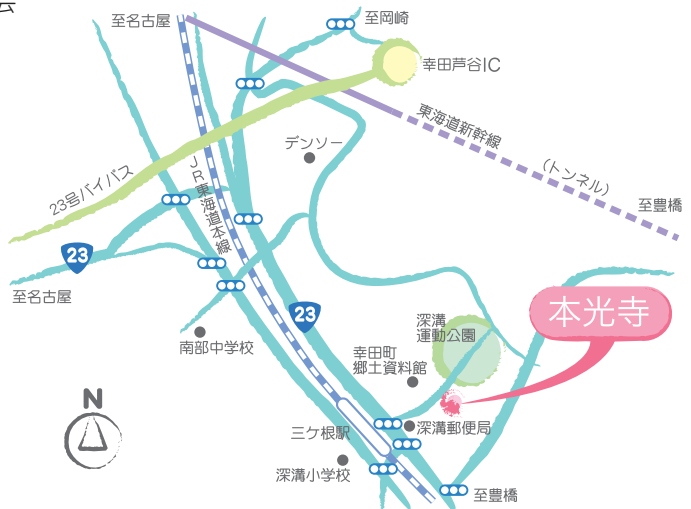 会
至名古屋
至岡崎
幸田芦谷IC
東海道新幹線
(トンネル)
至豊橋
デンソー
23号バイパス
JR東海道本線
23
至名古屋
23
本光寺
深溝
運動公園
南部中学校
幸田町
郷土資料館
N
三ケ根駅
深溝郵便局
深溝小学校
至豊橋